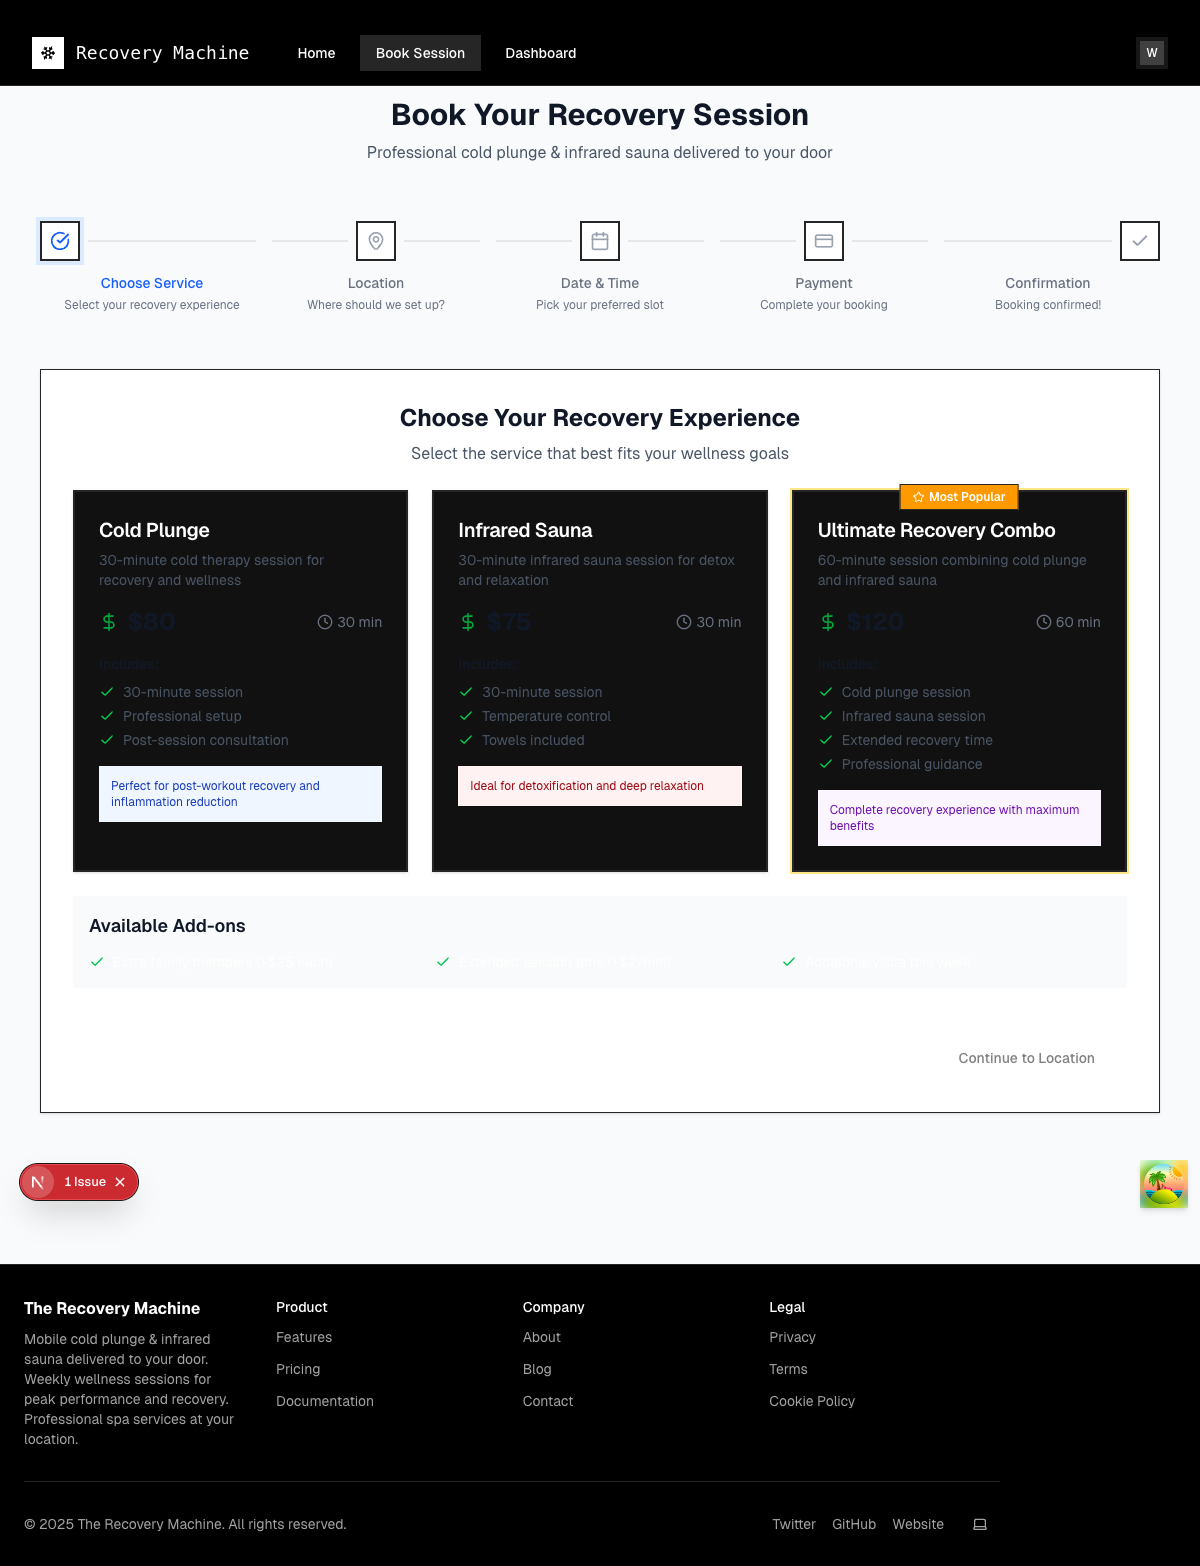 Recovery Machine
Home
Book Session
Dashboard
W
Book Your Recovery Session
Professional cold plunge & infrared sauna delivered to your door
Choose Service
Select your recovery experience
Location
Where should we set up?
Date & Time
Pick your preferred slot
Payment
Complete your booking
Confirmation
Booking confirmed!
Choose Your Recovery Experience
Select the service that best fits your wellness goals
Cold Plunge
30-minute cold therapy session for
recovery and wellness
$ $80
30 min
Includes:
30-minute session
Professional setup
Post-session consultation
Perfect for post-workout recovery and
inflammation reduction
Infrared Sauna
30-minute infrared sauna session for detox
and relaxation
$ $75
30 min
Includes:
30-minute session
Temperature control
Towels included
Ideal for detoxification and deep relaxation
Most Popular
Ultimate Recovery Combo
60-minute session combining cold plunge
and infrared sauna
$ $120
60 min
Includes:
Cold plunge session
Infrared sauna session
Extended recovery time
Professional guidance
Complete recovery experience with maximum
benefits
Available Add-ons
Extra family members (+$25 each)
Continue to Location
N 1 Issue
The Recovery Machine
Mobile cold plunge & infrared
sauna delivered to your door.
Weekly wellness sessions for
peak performance and recovery.
Professional spa services at your
location.
Product
Features
Pricing
Documentation
Company
About
Blog
Contact
Legal
Privacy
Terms
Cookie Policy
© 2025 The Recovery Machine. All rights reserved.
Twitter
GitHub
Website